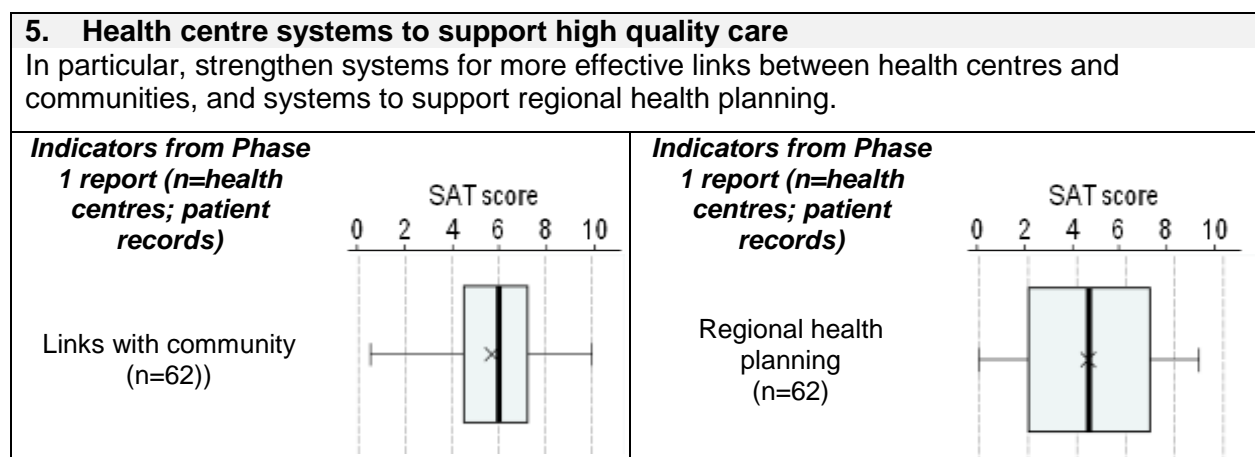 5. Health centre systems to support high quality care
In particular, strengthen systems for more effective links between health centres and
communities, and systems to support regional health planning.
Indicators from Phase
1 report (n=health
centres; patient
records)
SAT score
0 2 4 6 8 10
Links with community
(n=62))
Indicators from Phase
1 report (n=health
centres; patient
records)
SAT score
0 2 4 6 8 10
Regional health
planning
(n=62)